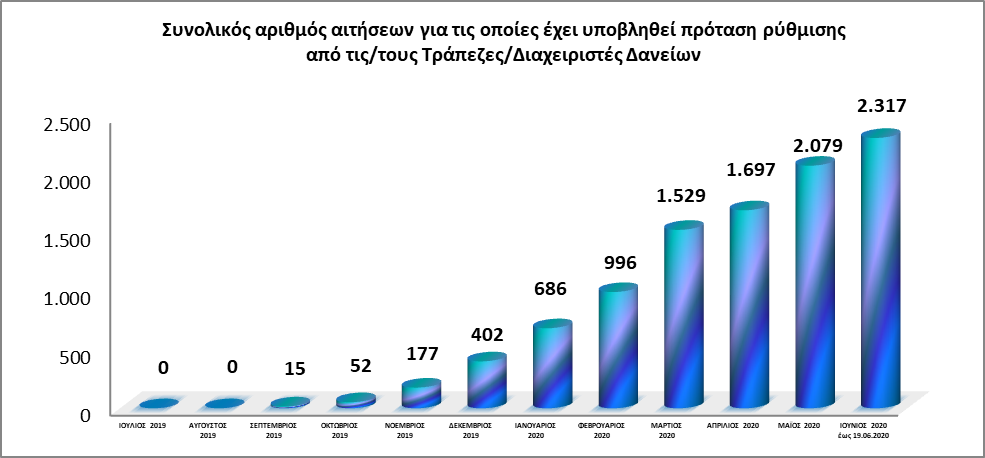 Συνολικός αριθμός αιτήσεων για τις οποίες έχει υποβληθεί πρόταση ρύθμισης
από τις/τους Τράπεζες/Διαχειριστές Δανείων
2.500
2.000
1.500
1.000
500
0
0
0
15
52
177
402
686
996
1.529
1.697
2.079
2.317
ΙΟΥΛΙΟΣ 2019
ΑΥΓΟΥΣΤΟΣ
2019
ΣΕΠΤΕΜΒΡΙΟΣ
2019
ΟΚΤΩΒΡΙΟΣ
2019
ΝΟΕΜΒΡΙΟΣ
2019
ΔΕΚΕΜΒΡΙΟΣ
2019
ΙΑΝΟΥΑΡΙΟΣ
2020
ΦΕΒΡΟΥΑΡΙΟΣ
2020
ΜΑΡΤΙΟΣ
2020
ΑΠΡΙΛΙΟΣ 2020
ΜΑΪΟΣ 2020
ΙΟΥΝΙΟΣ 2020
έως 19.06.2020